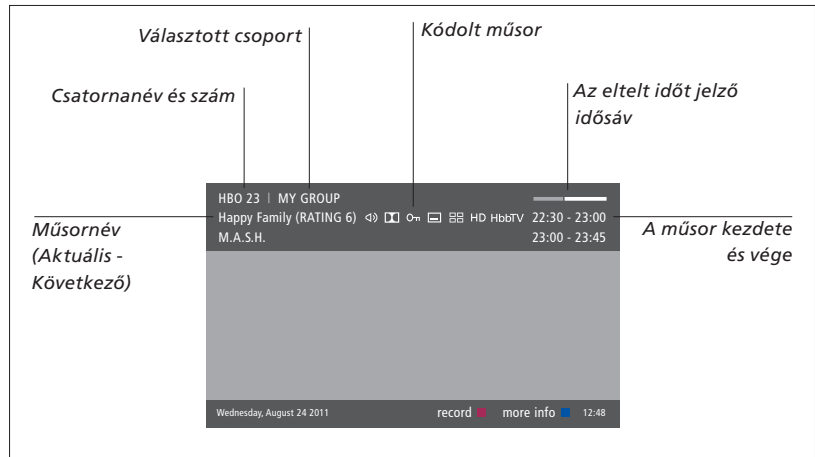 Választott csoport
Kódolt műsor
Csatornanév és szám
Az eltelt időt jelző
idősáv
HBO 23 | MY GROUP
Happy Family (RATING 6) HD HbbTV 22:30 - 23:00
M.A.S.H. 23:00 - 23:45
Műsornév
(Aktuális -
Következő)
A műsor kezdete
és vége
Wednesday, August 24 2011 record more info 12:48